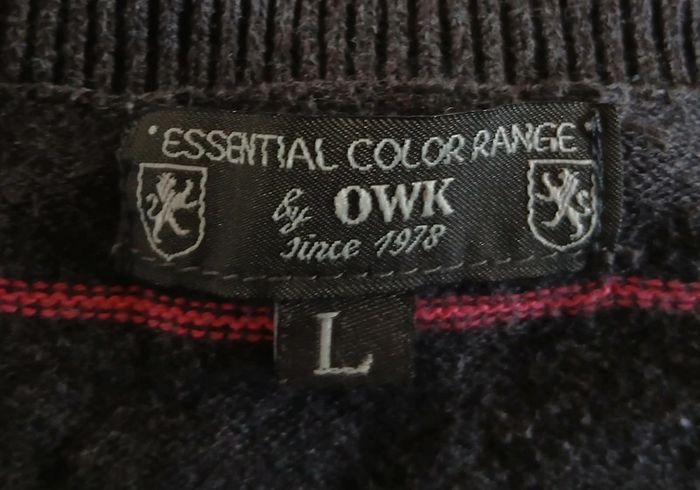 ESSENTIAL COLOR RANGE
by OWK
since 1978
L